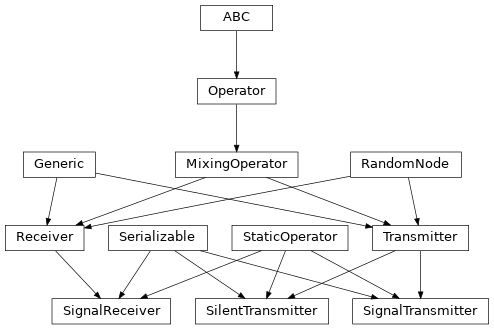 ABC
Operator
Generic
MixingOperator
RandomNode
Receiver
Serializable
StaticOperator
Transmitter
SignalReceiver
SilentTransmitter
SignalTransmitter